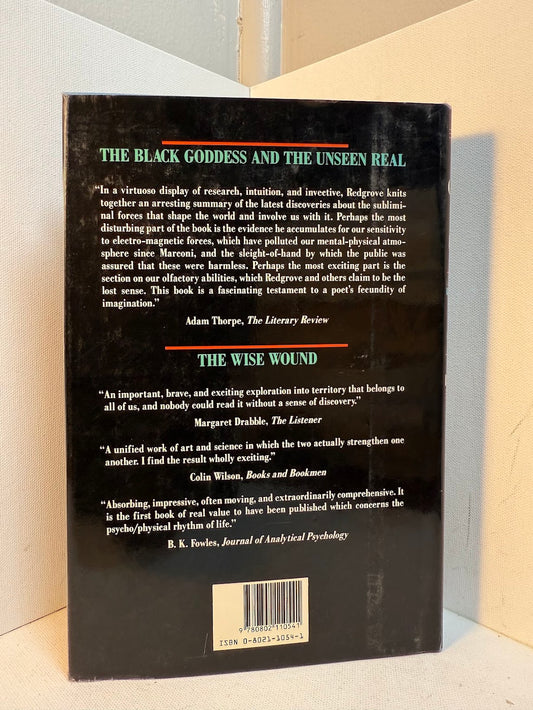 THE BLACK GODDESS AND THE UNSEEN REAL
“In a virtuoso display of research, intuition, and invective, Redgrove knits
together an arresting summary of the latest discoveries about the sublimi-
nal forces that shape the world and involve us with it. Perhaps the most
disturbing part of the book is the evidence he accumulates for our sensitivity
to electro-magnetic forces, which have polluted our mental-physical atmo-
sphere since Marconi, and the sleight-of-hand by which the public was
assured that these were harmless. Perhaps the most exciting part is the
section on our olfactory abilities, which Redgrove and others claim to be the
lost sense. This book is a fascinating testament to a poet’s fecundity of
imagination.”
Adam Thorpe, The Literary Review
THE WISE WOUND
“An important, brave, and exciting exploration into territory that belongs to
all of us, and nobody could read it without a sense of discovery.”
Margaret Drabble, The Listener
“A unified work of art and science in which the two actually strengthen one
another. I find the result wholly exciting.”
Colin Wilson, Books and Bookmen
“Absorbing, impressive, often moving, and extraordinarily comprehensive. It
is the first book of real value to have been published which concerns the
psycho/physical rhythm of life.”
B. K. Fowles, Journal of Analytical Psychology
9 780802 110541
ISBN 0-8021-1054-1